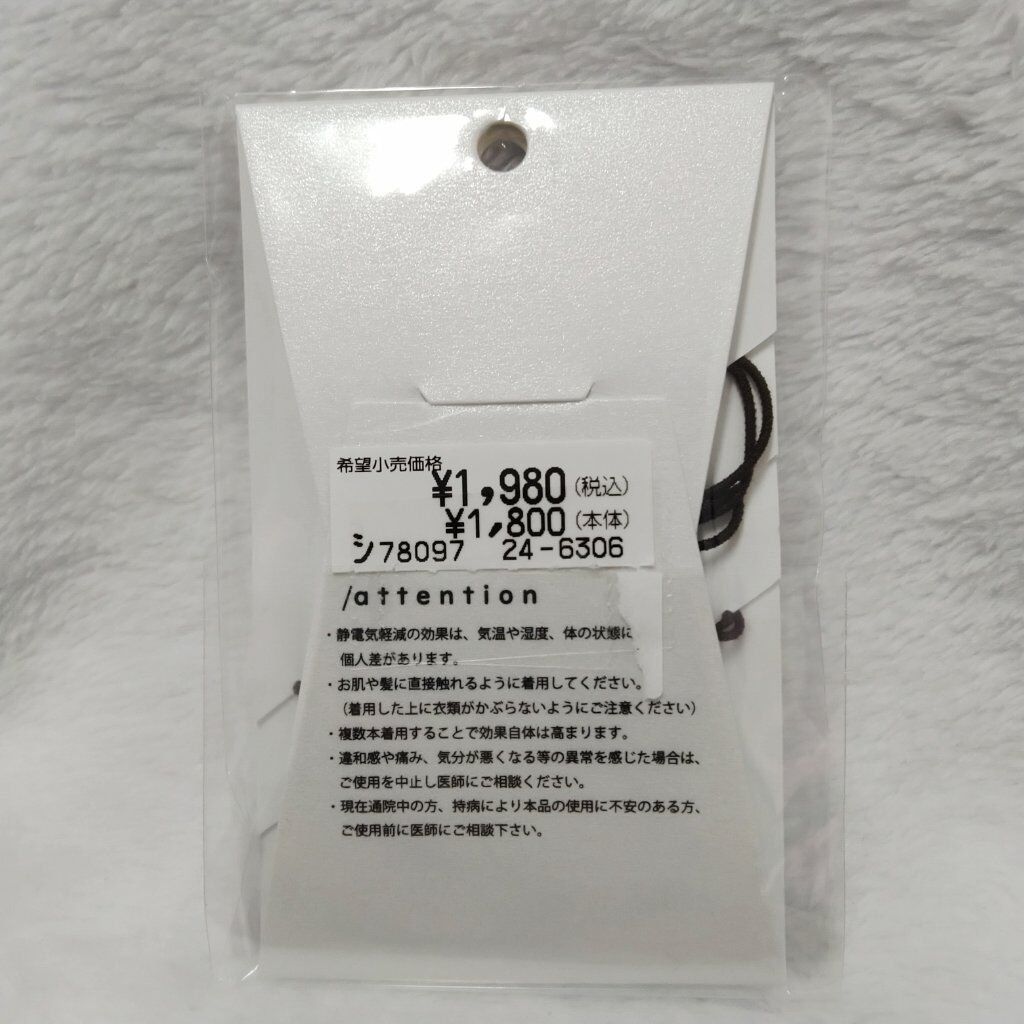 希望小売価格
¥1,980(税込)
¥1,800(本体)
シ78097 24-6306
/attention
・静電気軽減の効果は、気温や湿度、体の状態に
個人差があります。
・お肌や髪に直接触れるように着用してください。
(着用した上に衣類がかぶらないようにご注意ください)
・複数本着用することで効果自体は高まります。
・違和感や痛み、気分が悪くなる等の異常を感じた場合は、
ご使用を中止し医師にご相談ください。
・現在通院中の方、持病により本品の使用に不安のある方、
ご使用前に医師にご相談下さい。